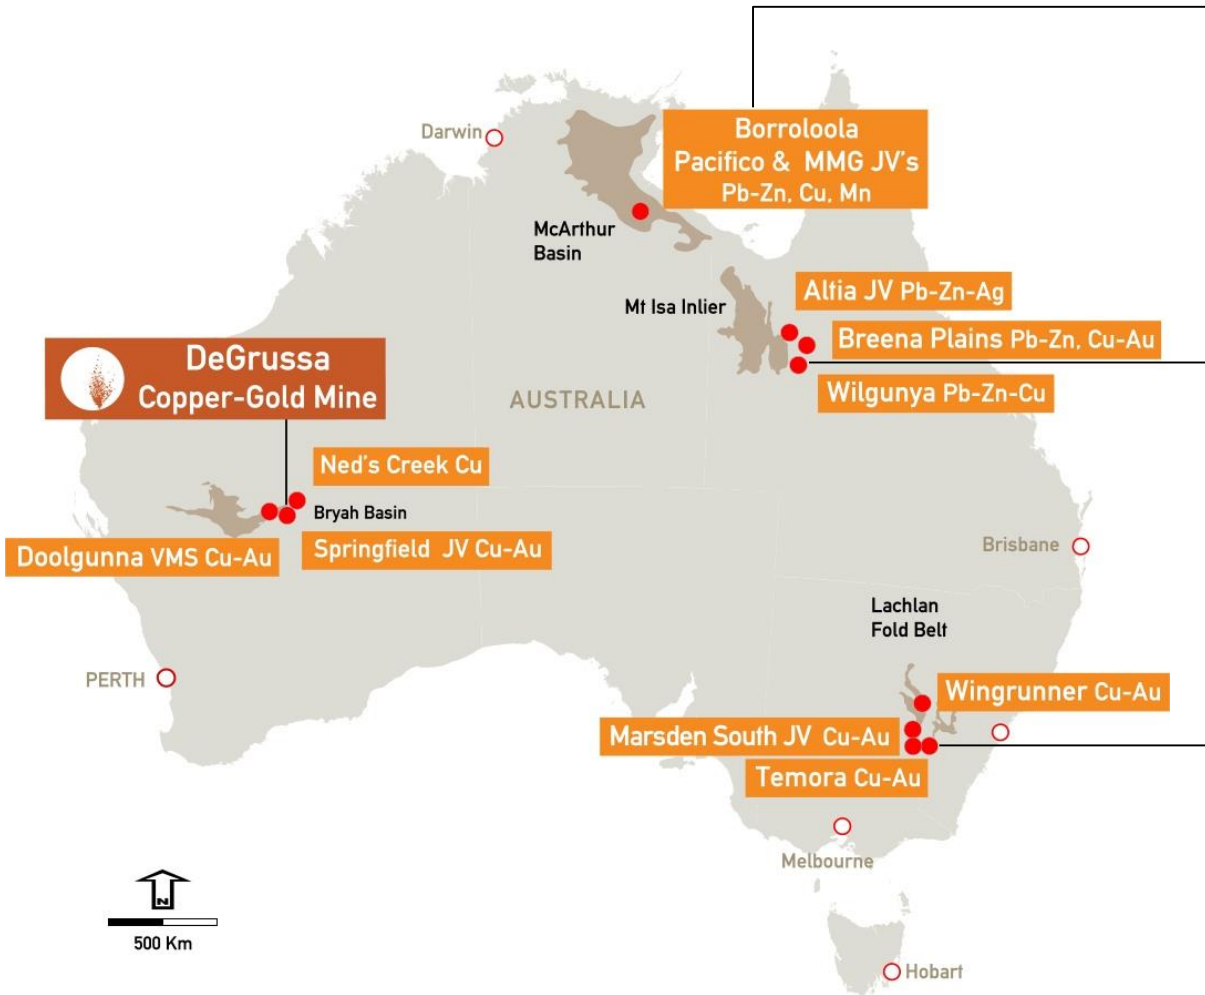 Darwin
Borroloola
Pacifico & MMG JV's
Pb-Zn, Cu, Mn
McArthur
Basin
Mt Isa Inlier
Altia JV Pb-Zn-Ag
Breena Plains Pb-Zn, Cu-Au
Wilgunya Pb-Zn-Cu
DeGrussa
Copper-Gold Mine
AUSTRALIA
Ned's Creek Cu
Bryah Basin
Doolgunna VMS Cu-Au
Springfield JV Cu-Au
Brisbane
Lachlan
Fold Belt
PERTH
Wingrunner Cu-Au
Marsden South JV Cu-Au
Temora Cu-Au
Melbourne
N
500 Km
Hobart